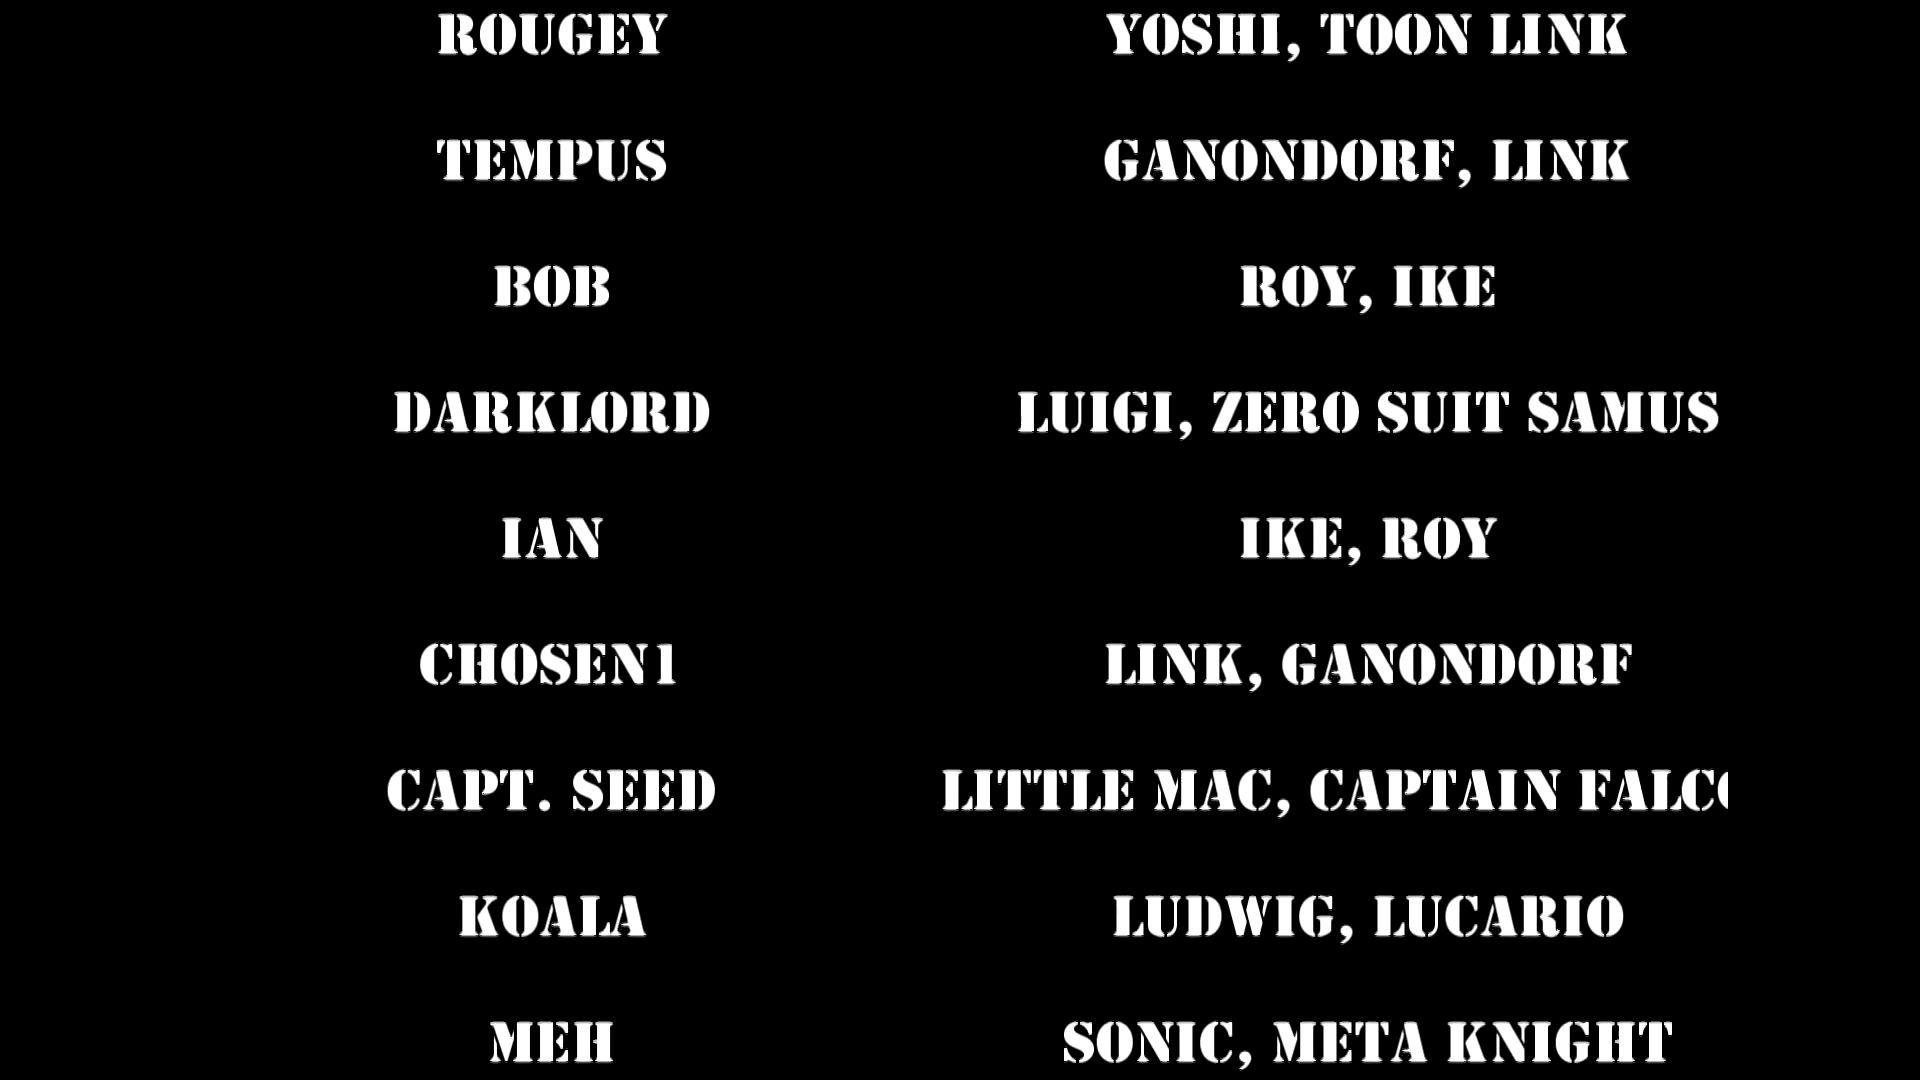 ROUGEY YOSHI, TOON LINK
TEMPUS GANONDORF, LINK
BOB ROY, IKE
DARKLORD LUIGI, ZERO SUIT SAMUS
IAN IKE, ROY
CHOSEN1 LINK, GANONDORF
CAPT. SEED LITTLE MAC, CAPTAIN FALC
KOALA LUDWIG, LUCARIO
MEH SONIC, META KNIGHT